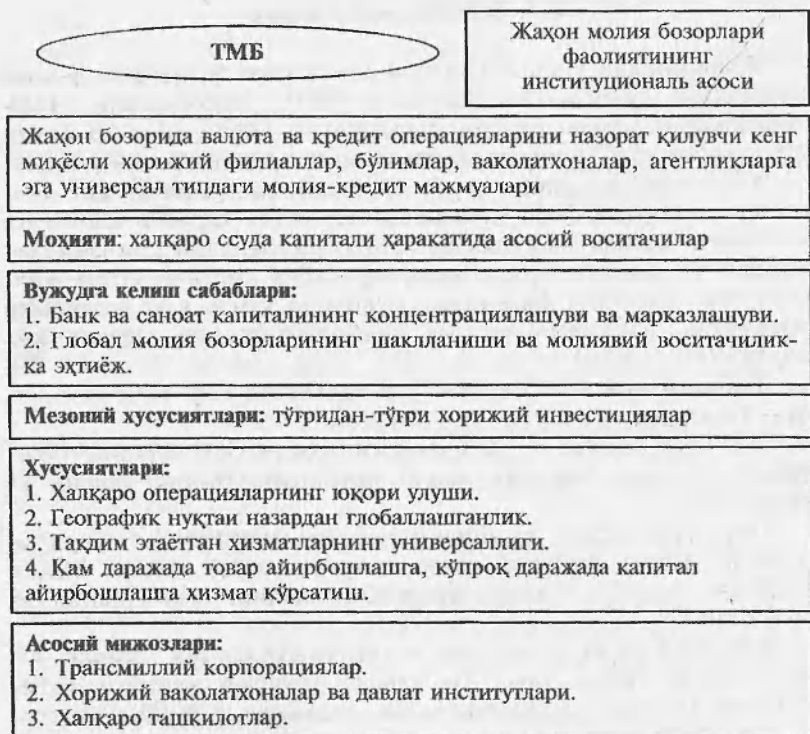 ТМБ
Жаҳон молия бозорлари
фаолиятининг
институциональ асоси
Жаҳон бозорида валюта ва кредит операцияларини назорат қилувчи кенг
миқёсли хорижий филиаллар, бўлимлар, ваколатхоналар, агентликларга
эга универсал типдаги молия-кредит мажмуалари
Моҳияти: халқаро ссуда капитали ҳаракатида асосий воситачилар
Вужудга келиш сабаблари:
1. Банк ва саноат капиталининг концентрациялашуви ва марказлашуви.
2. Глобал молия бозорларининг шаклланиши ва молиявий воситачилик-
ка эҳтиёж.
Мезоний хусусиятлари: тўғридан-тўғри хорижий инвестициялар
Хусусиятлари:
1. Халқаро операцияларнинг юқори улуши.
2. Географик нуқтаи назардан глобаллашганлик.
3. Тақдим этаётган хизматларнинг универсаллиги.
4. Кам даражада товар айирбошлашга, кўпроқ даражада капитал
айирбошлашга хизмат кўрсатиш.
Асосий мижозлари:
1. Трансмиллий корпорациялар.
2. Хорижий ваколатхоналар ва давлат институтлари.
3. Халқаро ташкилотлар.